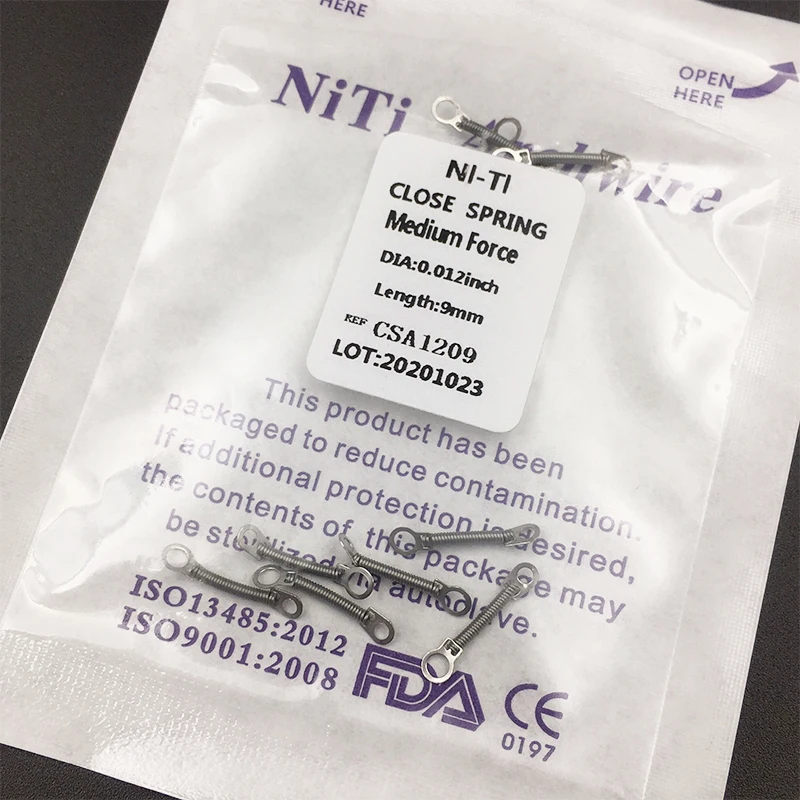 HERE
OPEN
HERE
NiTi Archwire
NI-TI
CLOSE SPRING
Medium Force
DIA:0.012inch
Length:9mm
REF CSA1209
LOT:20201023
This product has been
packaged to reduce contamination.
If additional protection is desired,
the contents of this package may
be sterilized in autoclave.
ISO13485:2012
ISO9001:2008
FDA
CE
0197